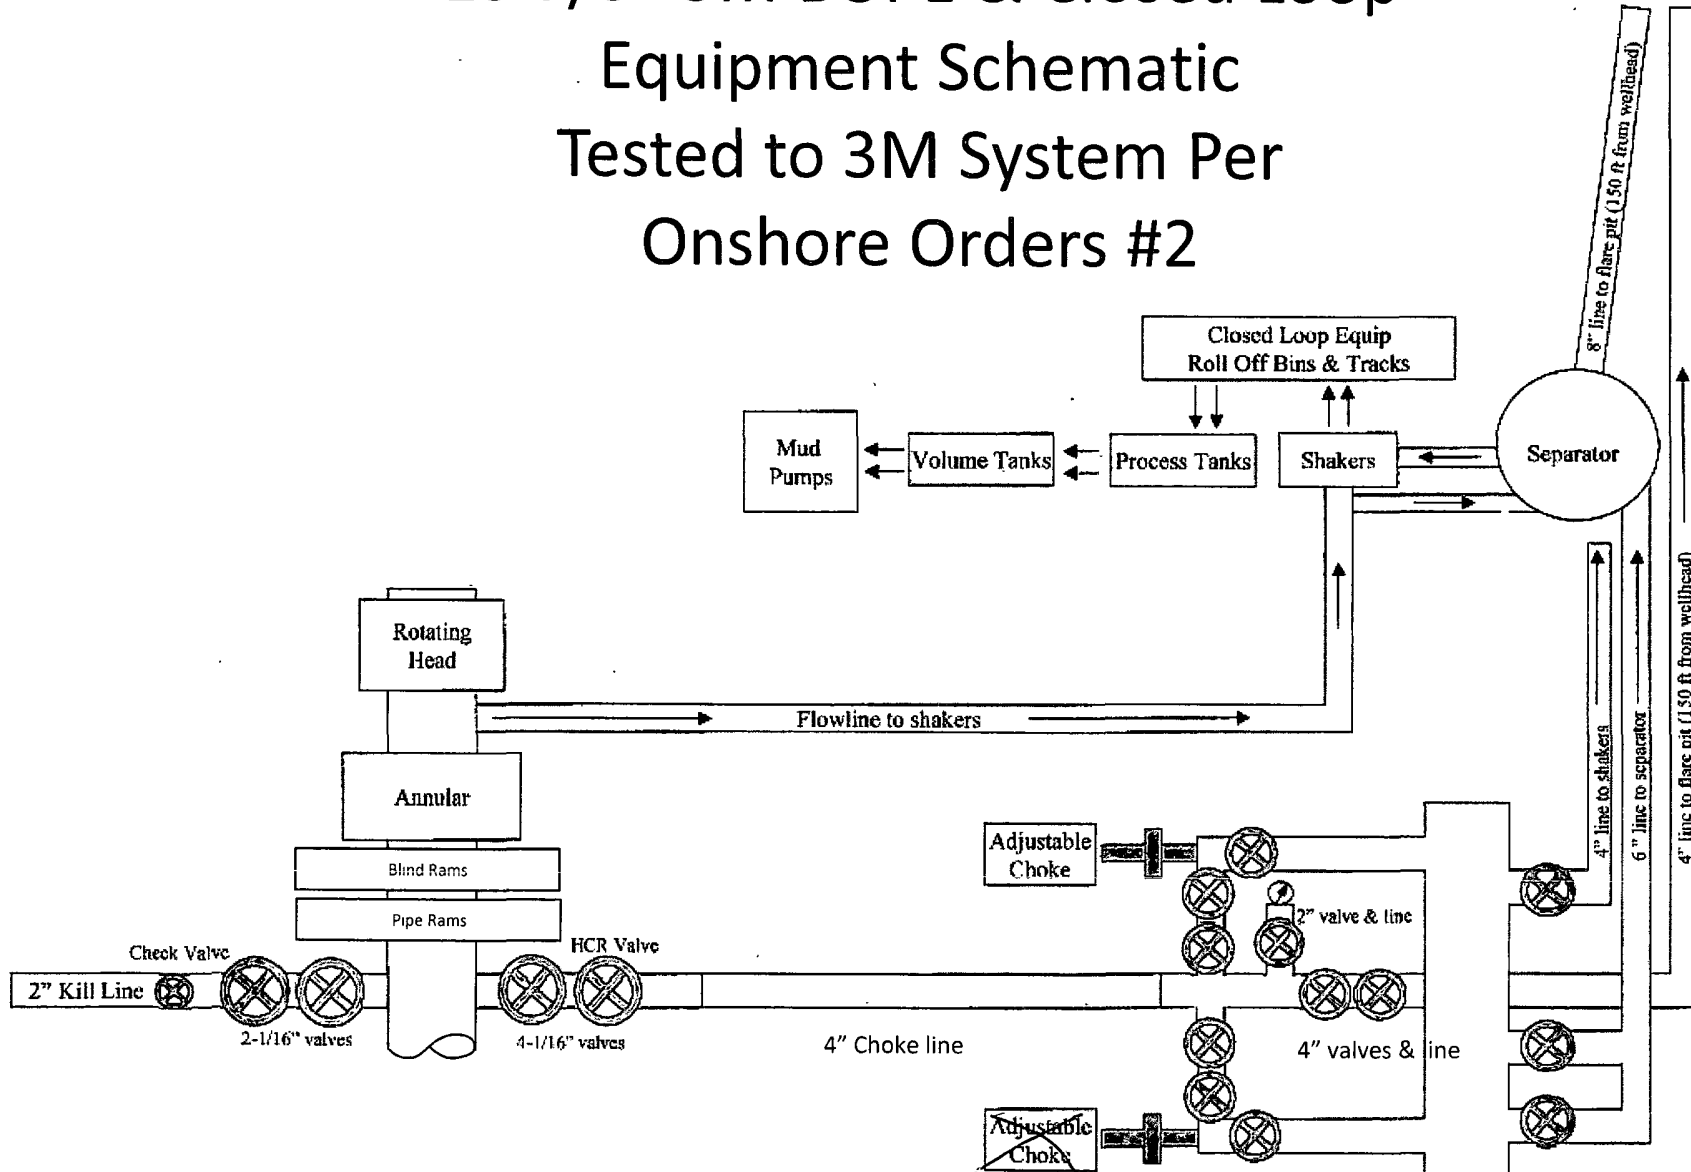 & Closed Loop
Equipment Schematic
Tested to 3M System Per
Onshore Orders #2
8" line to flare pit (150 ft from wellhead)
Closed Loop Equip
Roll Off Bins & Tracks
Mud
Pumps
Volume Tanks
Process Tanks
Shakers
Separator
Rotating
Head
Flowline to shakers
Annular
Blind Rams
Pipe Rams
Check Valve
HCR Valve
2" Kill Line
2-1/16" valves
4-1/16" valves
4" Choke line
Adjustable
Choke
2" valve & line
4" valves & line
Adjustable
Choke
4" line to shakers
6" line to separator
4" line to flare pit (150 ft from wellhead)